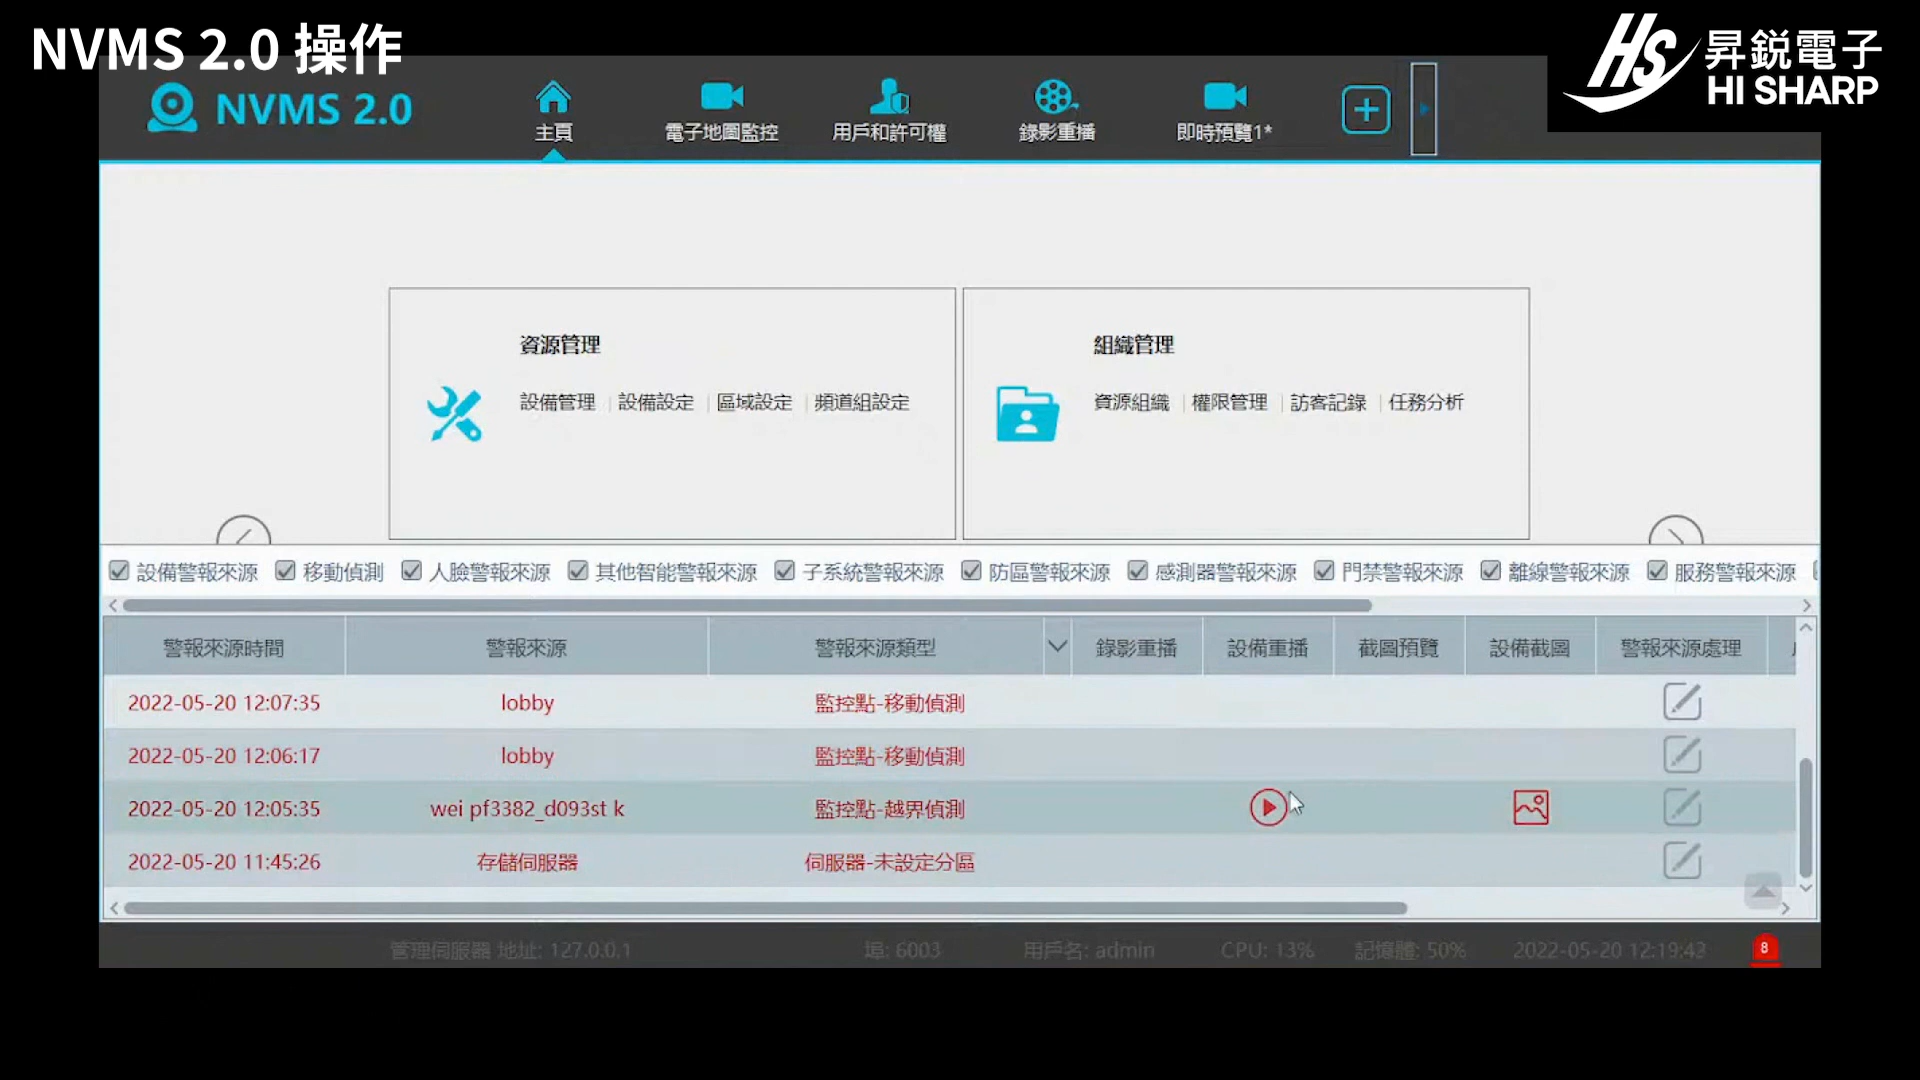 NVMS 2.0 操作
HS 昇銳電子
HI SHARP
NVMS 2.0
主頁 電子地圖監控 用戶和許可權 錄影重播 即時預覽1*
資源管理
設備管理 | 設備設定 | 區域設定 | 頻道組設定
組織管理
資源組織 | 權限管理 | 訪客記錄 | 任務分析
設備警報來源 移動偵測 人臉警報來源 其他智能警報來源 子系統警報來源 防區警報來源 感測器警報來源 門禁警報來源 離線警報來源 服務警報來源
警報來源時間 警報來源 警報來源類型 錄影重播 設備重播 截圖預覽 設備截圖 警報來源處理
2022-05-20 12:07:35 lobby 監控點-移動偵測
2022-05-20 12:06:17 lobby 監控點-移動偵測
2022-05-20 12:05:35 wei pf3382_d093st k 監控點-越界偵測
2022-05-20 11:45:26 存儲伺服器 伺服器-未設定分區
管理伺服器 地址: 127.0.0.1 埠: 6003 用戶名: admin CPU: 13% 記憶體: 50% 2022-05-20 12:19:43 8